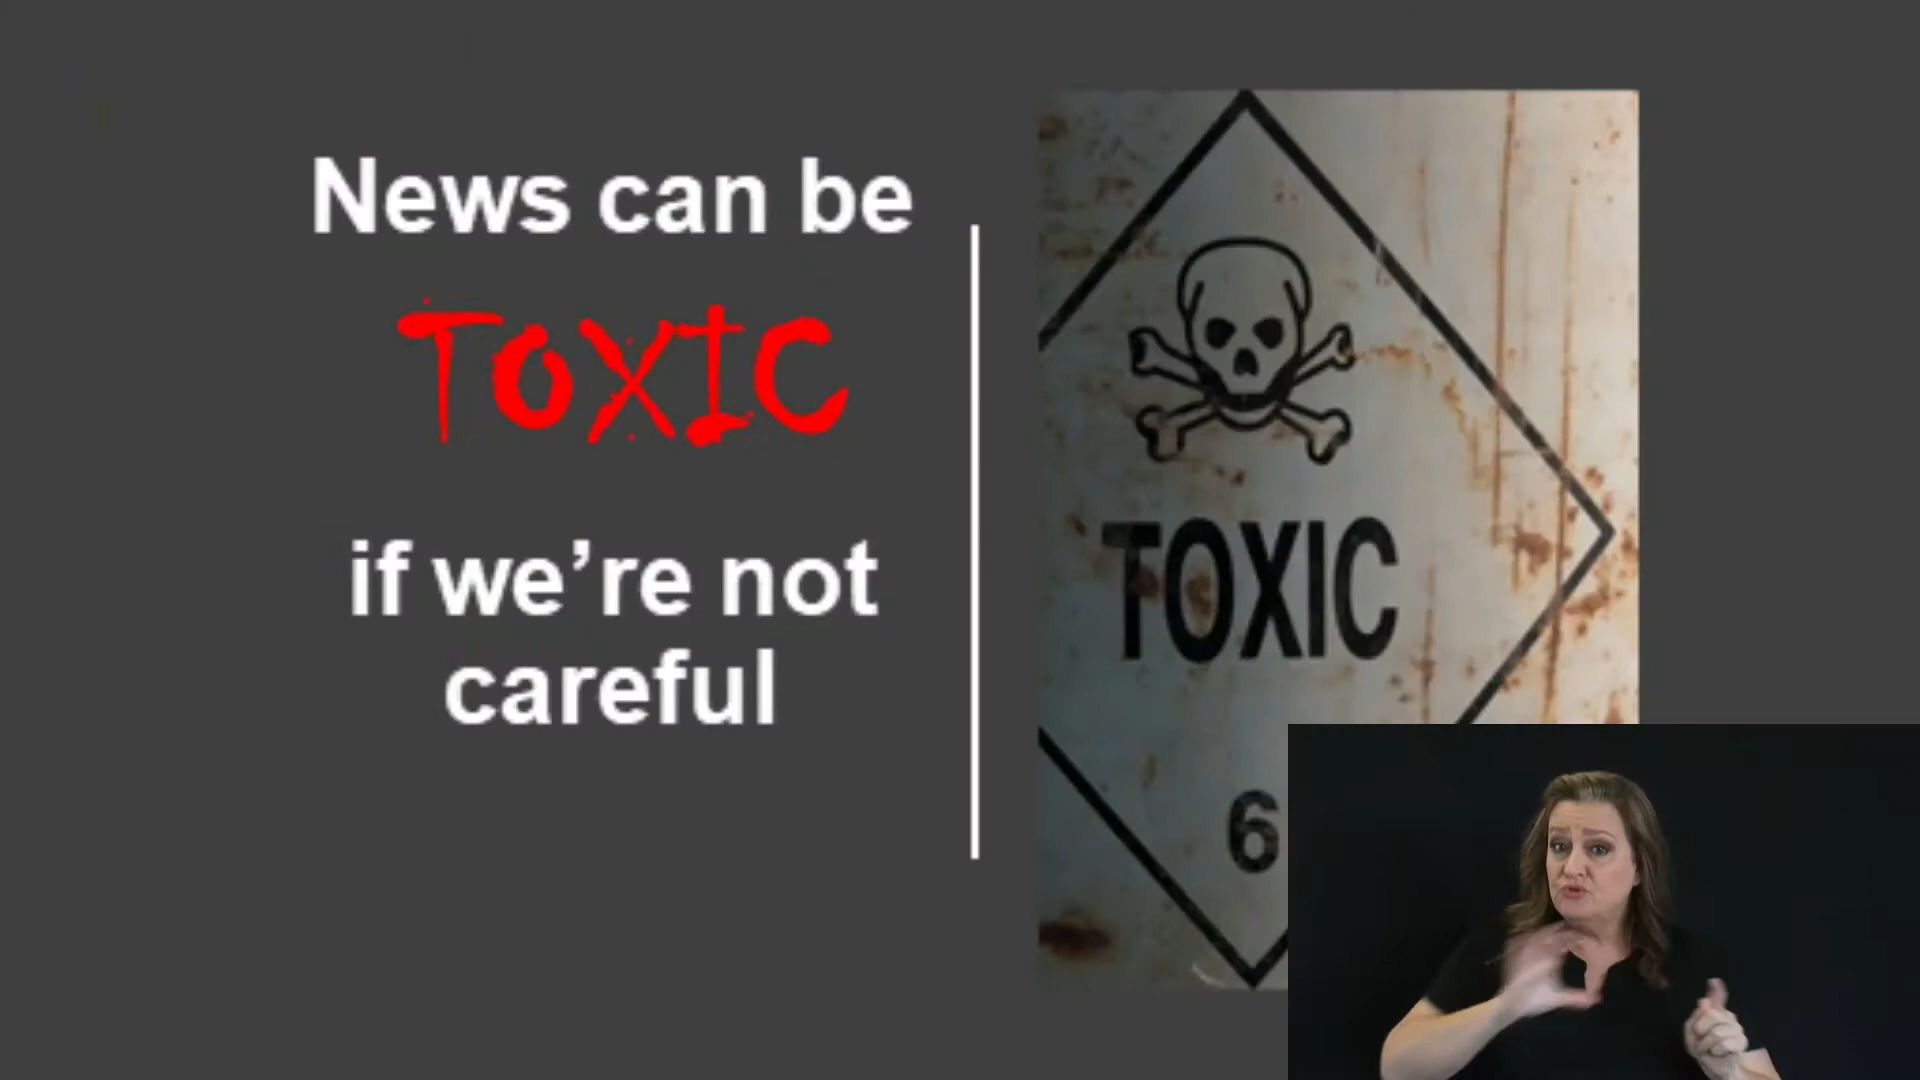 News can be
TOXIC
if we’re not
careful
TOXIC
6